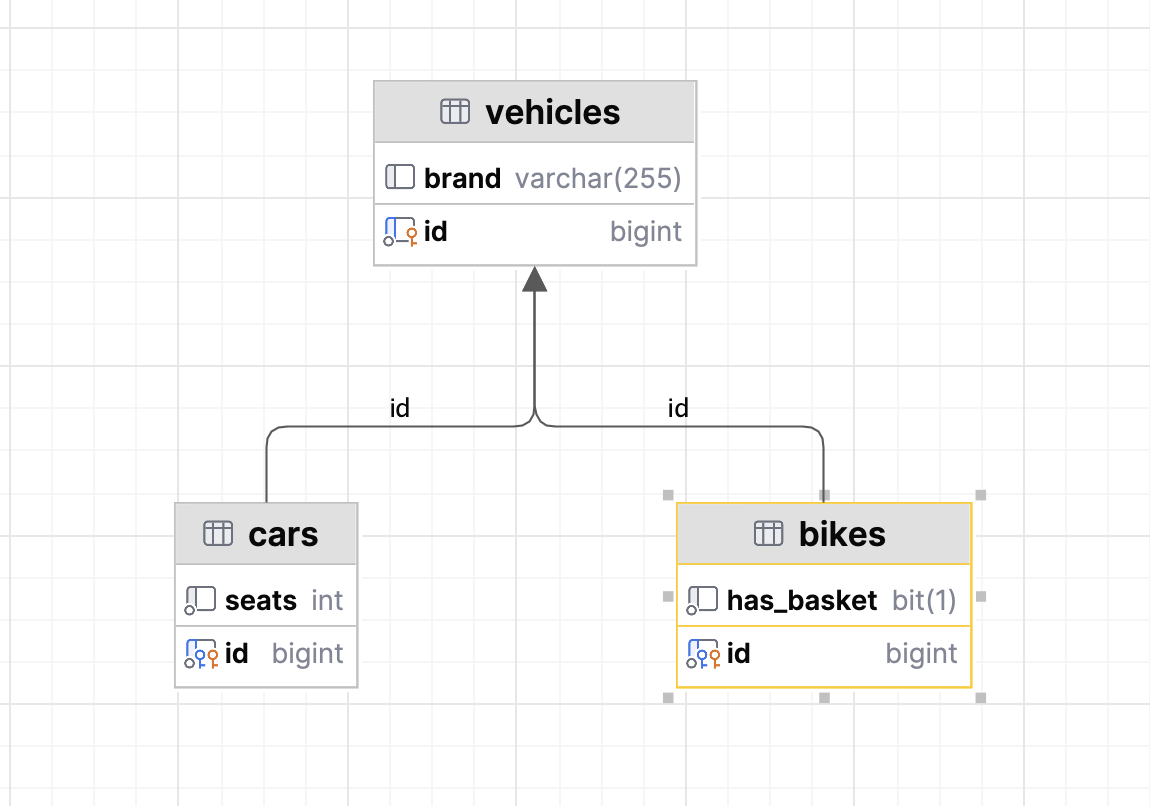 vehicles
brand varchar(255)
id bigint
id id
cars
seats int
id bigint
bikes
has_basket bit(1)
id bigint